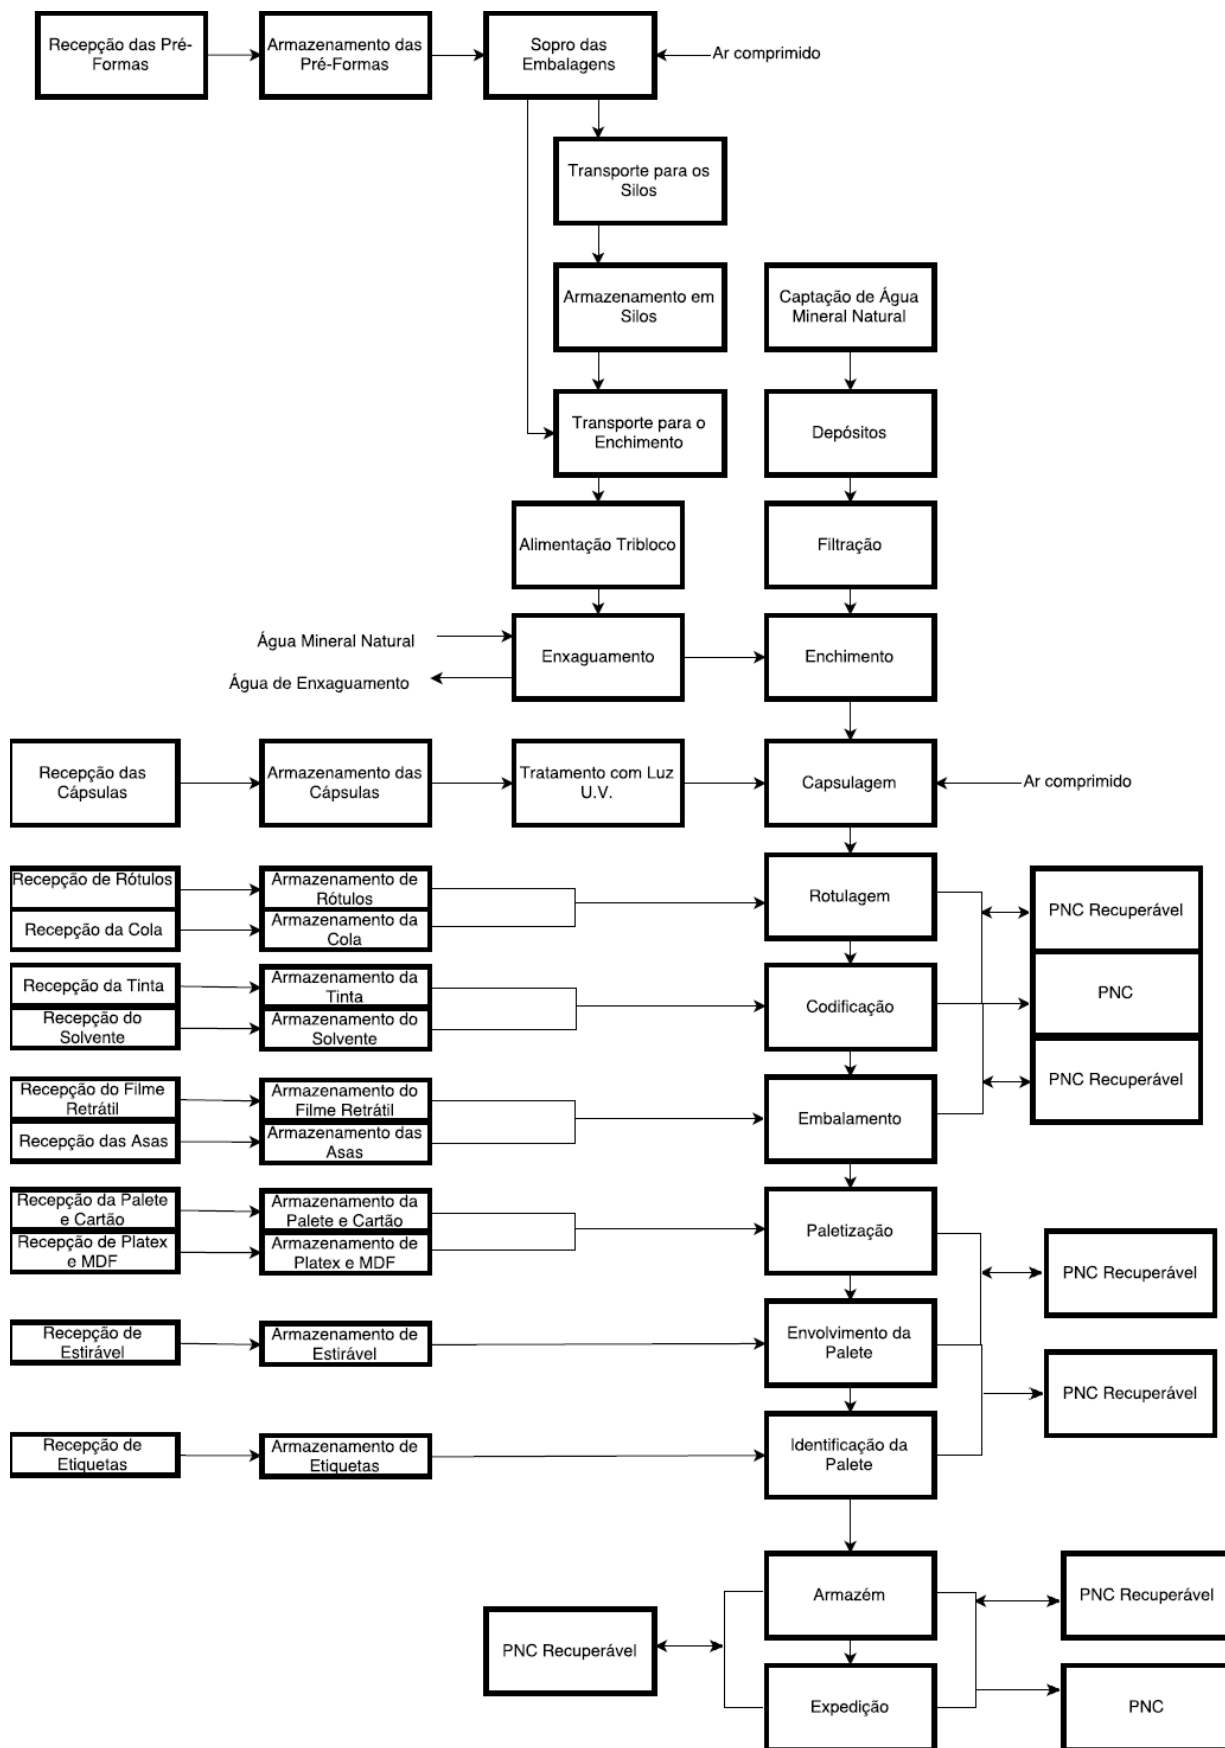 Recepção das Pré-
Formas
Armazenamento das
Pré-Formas
Sopro das
Embalagens
Ar comprimido
Transporte para os
Silos
Armazenamento em
Silos
Captação de Água
Mineral Natural
Transporte para o
Enchimento
Depósitos
Alimentação Tribloco
Filtração
Água Mineral Natural
Água de Enxaguamento
Enxaguamento
Enchimento
Recepção das
Cápsulas
Armazenamento das
Cápsulas
Tratamento com Luz
U.V.
Capsulagem
Ar comprimido
Recepção de Rótulos
Armazenamento de
Rótulos
Recepção da Cola
Armazenamento da
Cola
Rotulagem
PNC Recuperável
Recepção da Tinta
Armazenamento da
Tinta
Recepção do
Solvente
Armazenamento do
Solvente
Codificação
PNC
Recepção do Filme
Retrátil
Armazenamento do
Filme Retrátil
Recepção das Asas
Armazenamento das
Asas
Embalamento
PNC Recuperável
Recepção da Palete
e Cartão
Armazenamento da
Palete e Cartão
Recepção de Platex
e MDF
Armazenamento de
Platex e MDF
Paletização
PNC Recuperável
Recepção de
Estirável
Armazenamento de
Estirável
Envolvimento da
Palete
PNC Recuperável
Recepção de
Etiquetas
Armazenamento de
Etiquetas
Identificação da
Palete
Armazém
PNC Recuperável
PNC Recuperável
Expedição
PNC